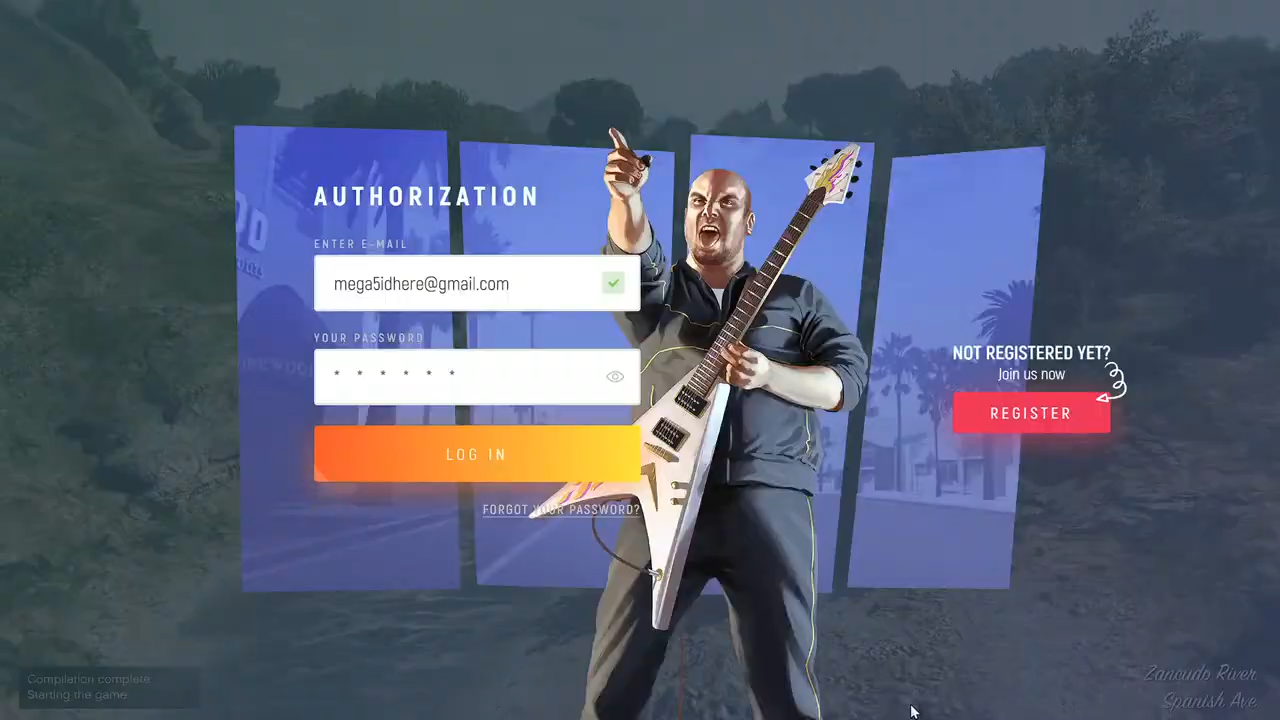 AUTHORIZATION
ENTER E-MAIL
mega5idhere@gmail.com
YOUR PASSWORD
* * * * * *
LOG IN
FORGOT YOUR PASSWORD?
NOT REGISTERED YET?
Join us now
REGISTER
Compilation complete.
Starting the game.
Zancudo River
Spanish Ave